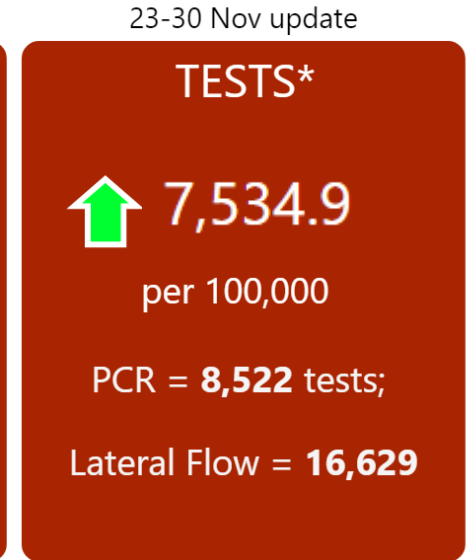 23-30 Nov update
TESTS*
7,534.9
per 100,000
PCR = 8,522 tests;
Lateral Flow = 16,629